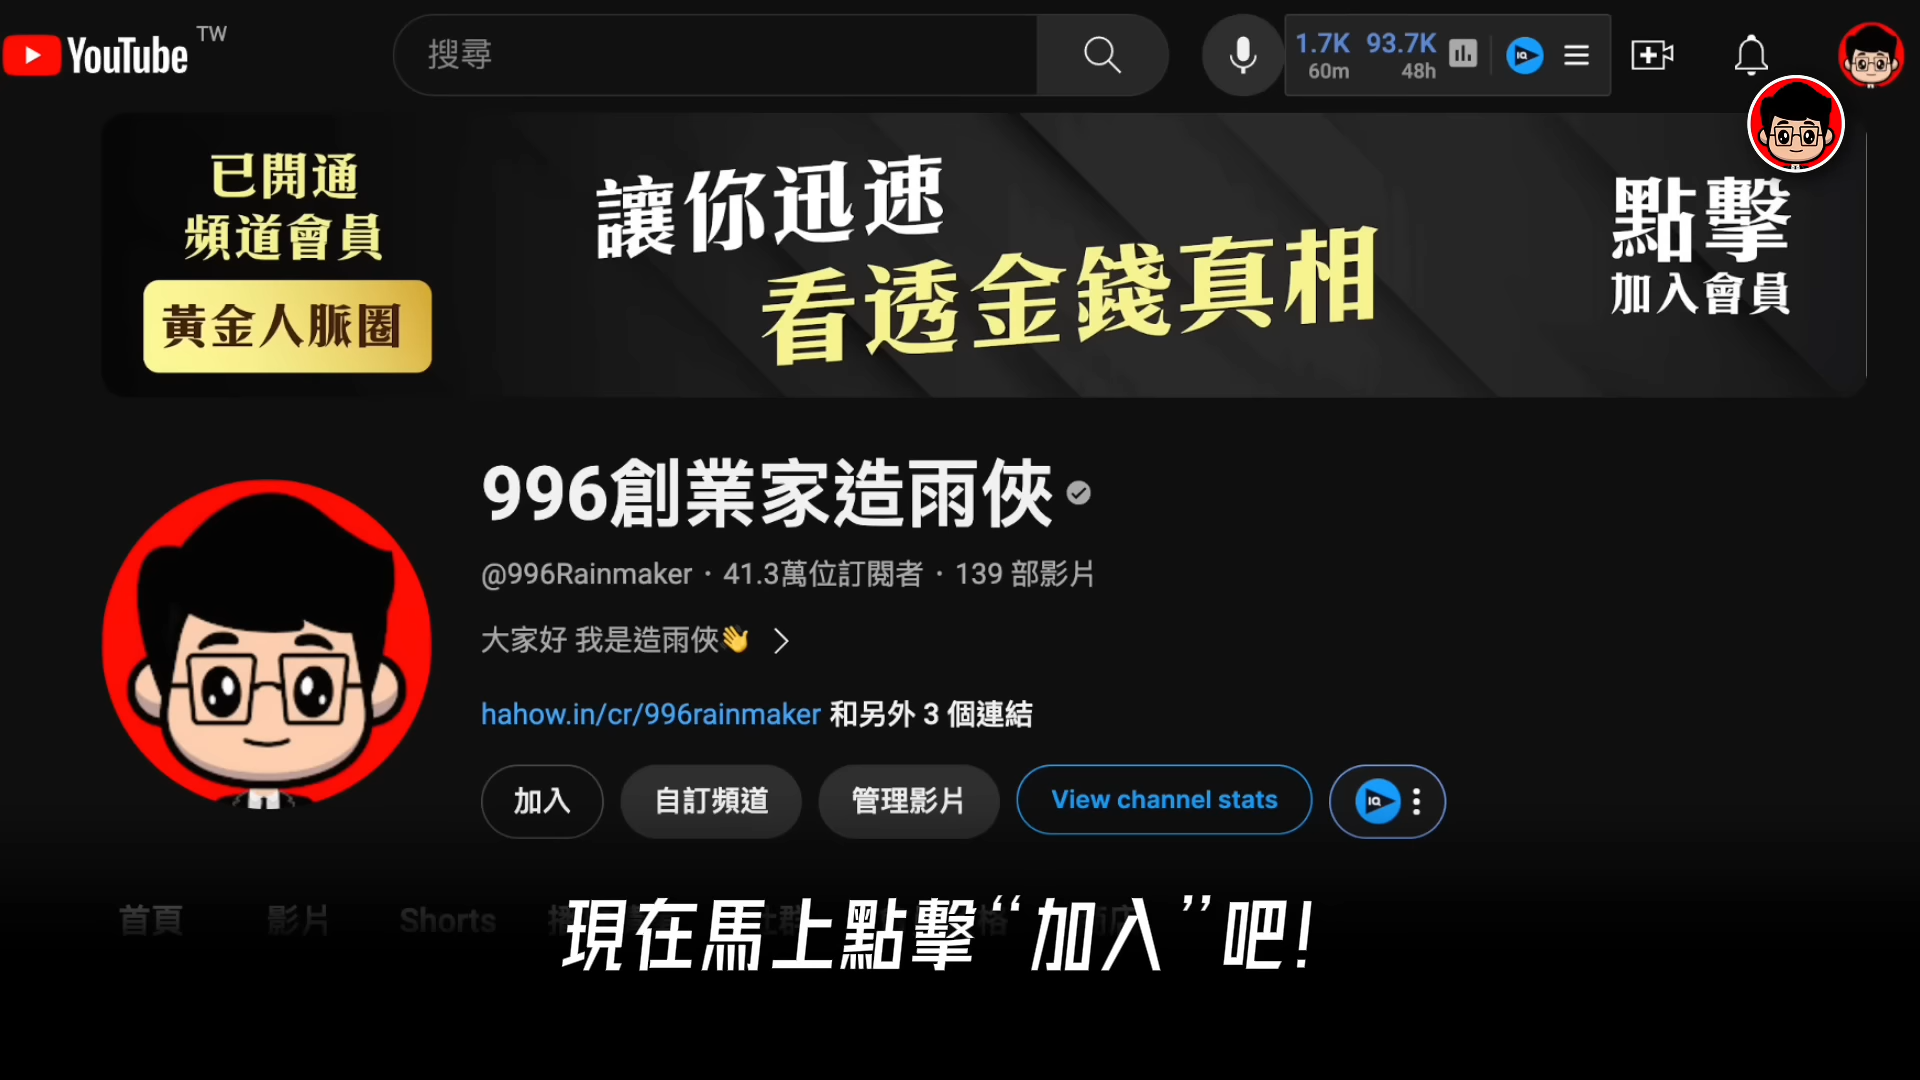 YouTube TW
搜尋
1.7K 93.7K
60m 48h
IQ
已開通
頻道會員
黃金人脈圈
讓你迅速
看透金錢真相
點擊
加入會員
996創業家造雨俠
@996Rainmaker · 41.3萬位訂閱者 · 139 部影片
大家好 我是造雨俠👋
hahow.in/cr/996rainmaker 和另外 3 個連結
加入 自訂頻道 管理影片 View channel stats IQ
首頁 影片 Shorts
現在馬上點擊“加入”吧!